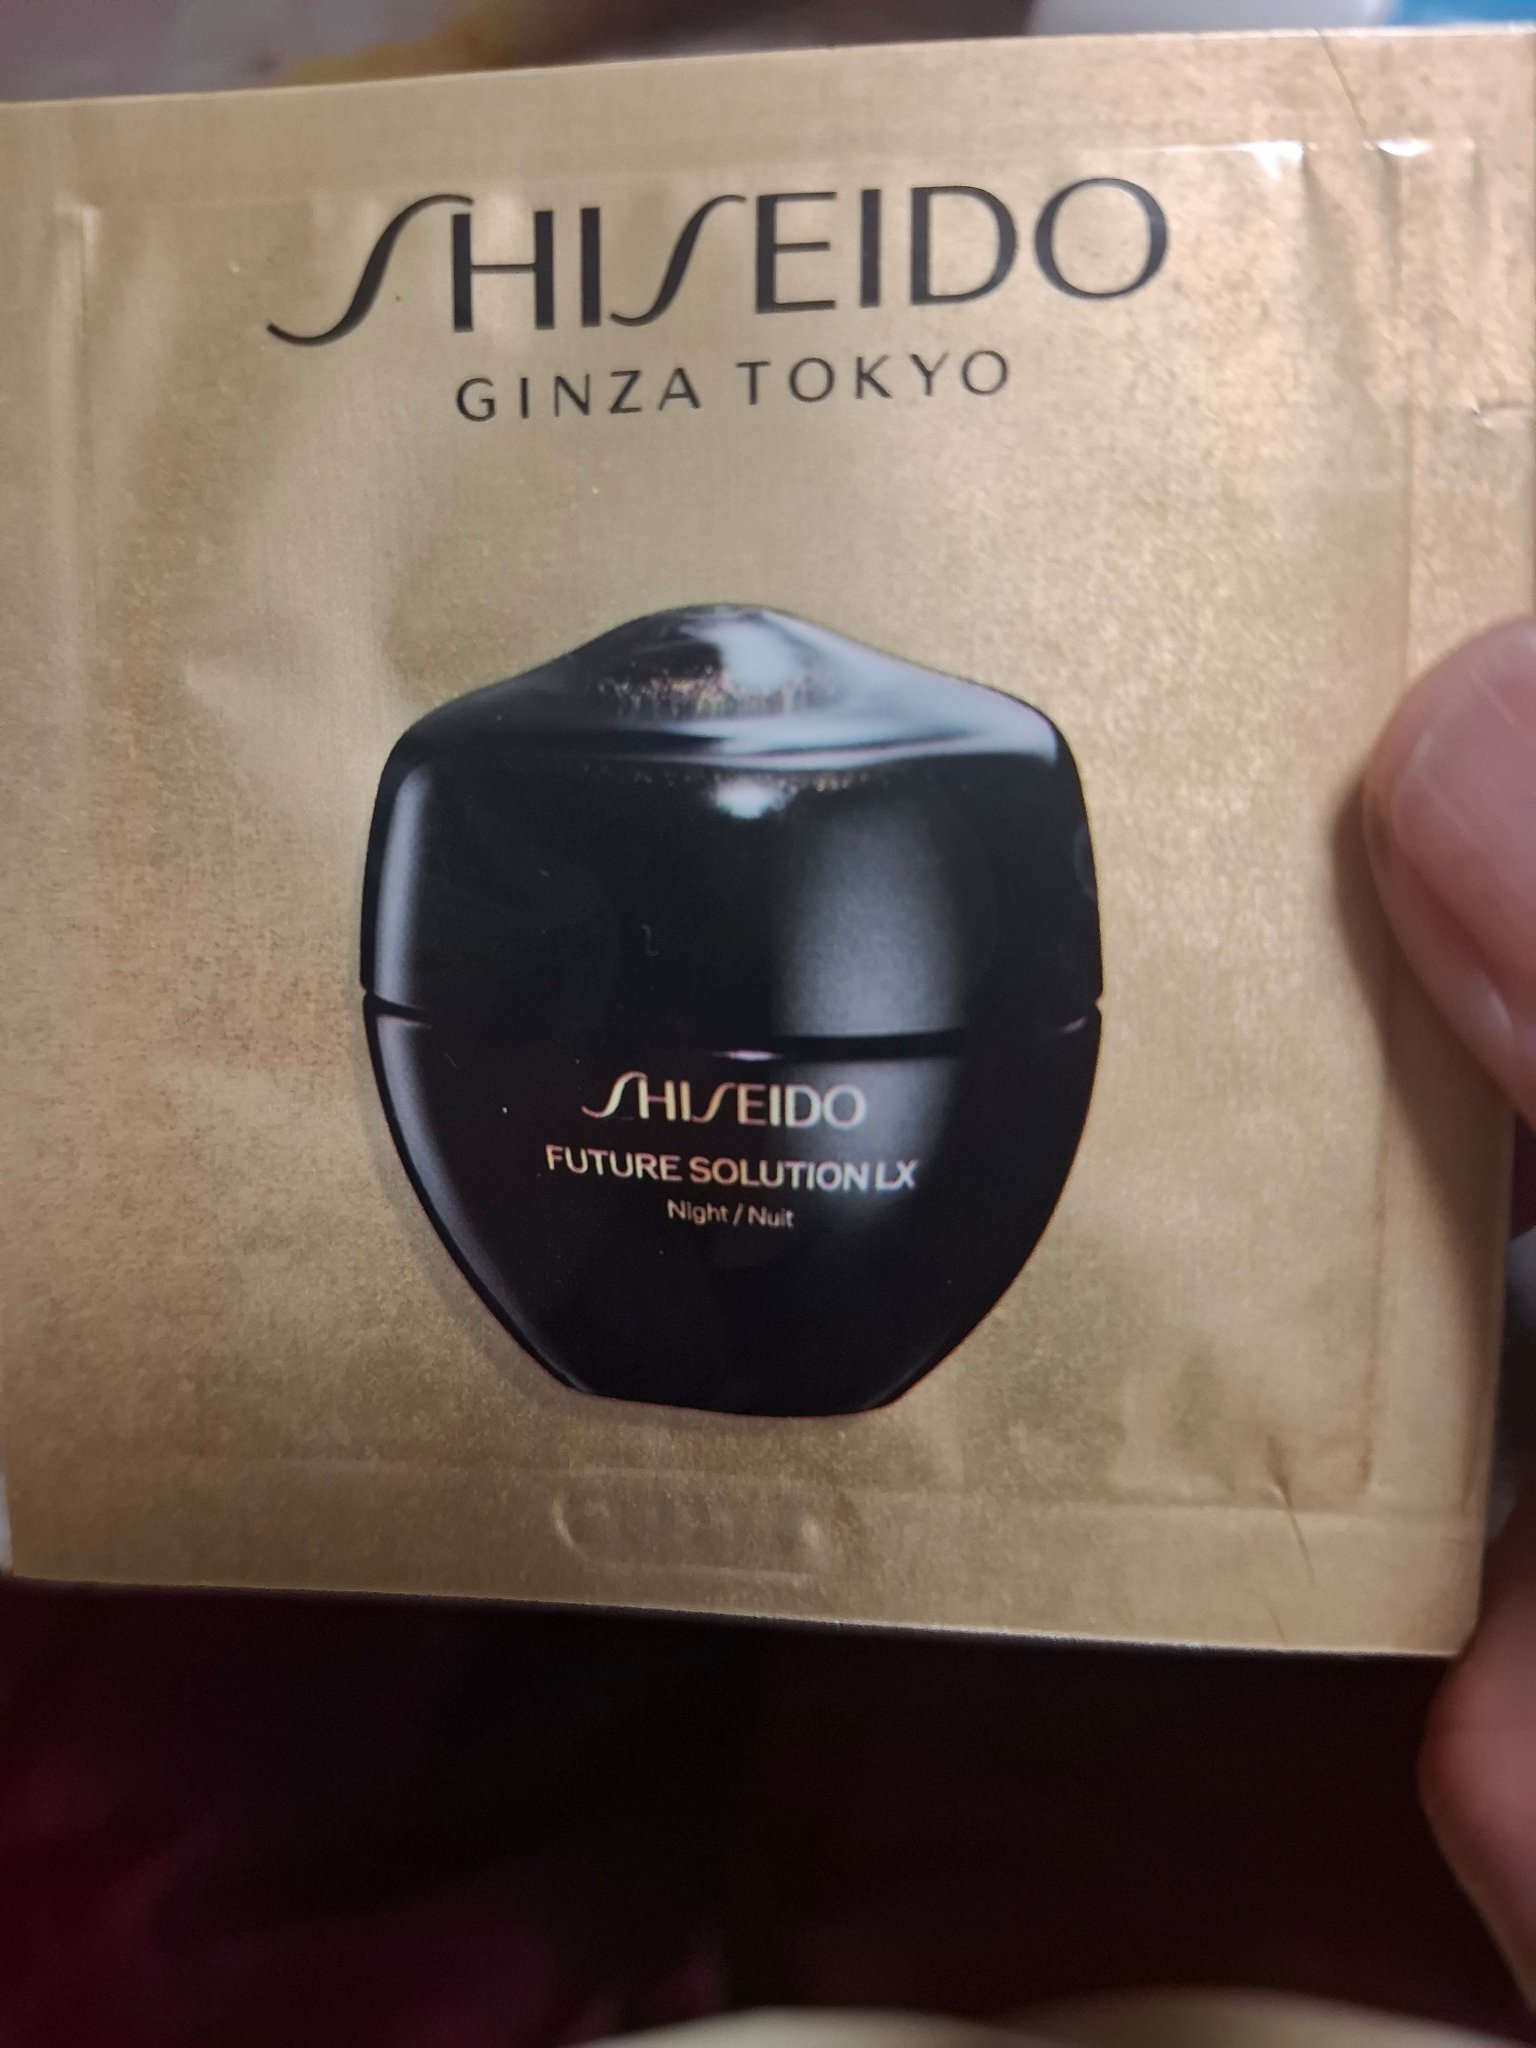 SHISEIDO
GINZA TOKYO
SHISEIDO
FUTURE SOLUTION LX
Night / Nuit